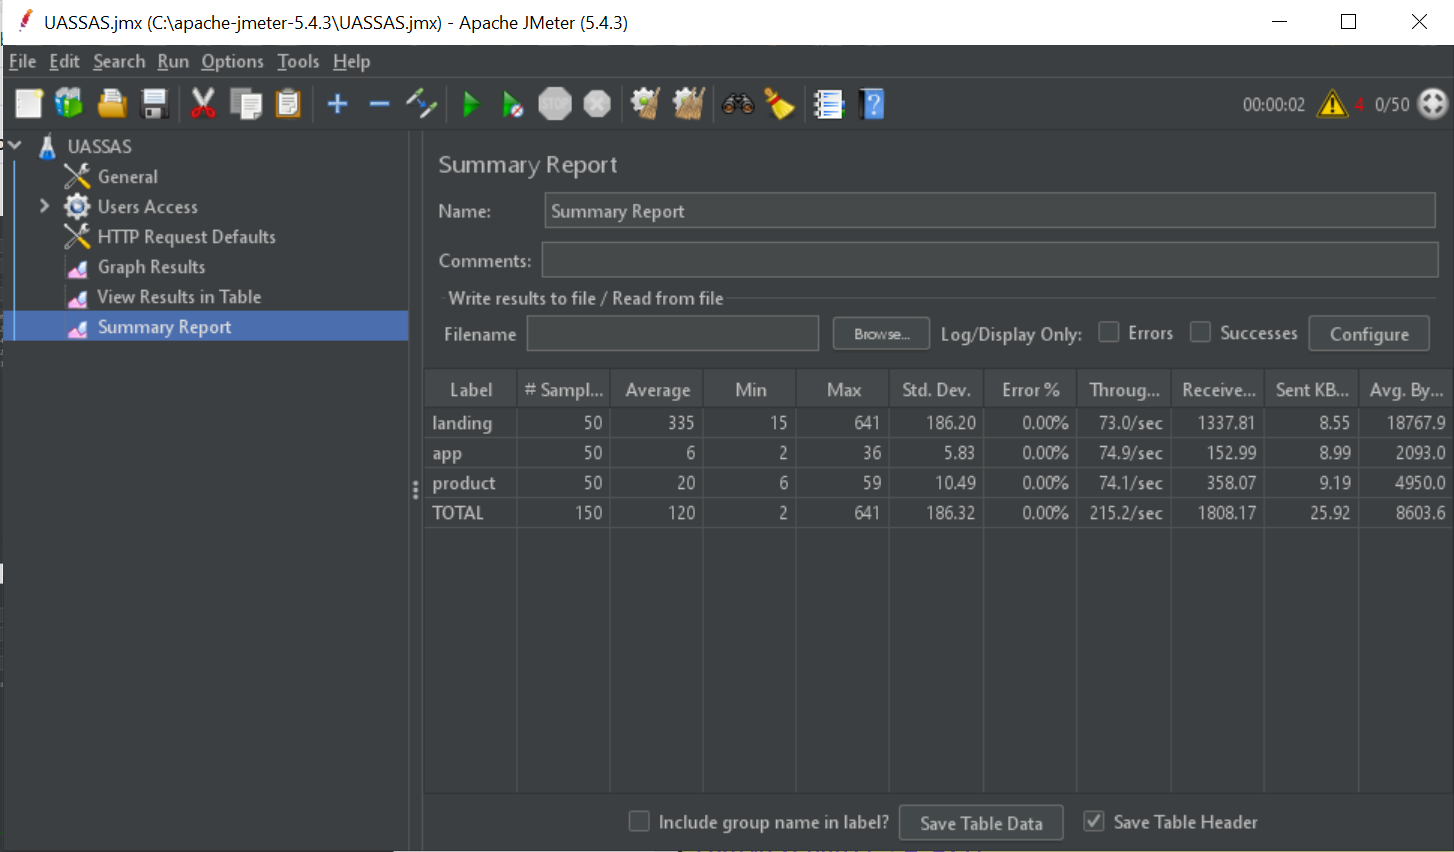 UASSAS.jmx (C:\apache-jmeter-5.4.3\UASSAS.jmx) - Apache JMeter (5.4.3)
File Edit Search Run Options Tools Help
STOP
00:00:02 4 0/50
UASSAS
General
Users Access
HTTP Request Defaults
Graph Results
View Results in Table
Summary Report
Summary Report
Name: Summary Report
Comments:
Write results to file / Read from file
Filename Browse... Log/Display Only: Errors Successes Configure
Label # Sampl... Average Min Max Std. Dev. Error % Throug... Receive... Sent KB... Avg. By...
landing 50 335 15 641 186.20 0.00% 73.0/sec 1337.81 8.55 18767.9
app 50 6 2 36 5.83 0.00% 74.9/sec 152.99 8.99 2093.0
product 50 20 6 59 10.49 0.00% 74.1/sec 358.07 9.19 4950.0
TOTAL 150 120 2 641 186.32 0.00% 215.2/sec 1808.17 25.92 8603.6
Include group name in label? Save Table Data Save Table Header